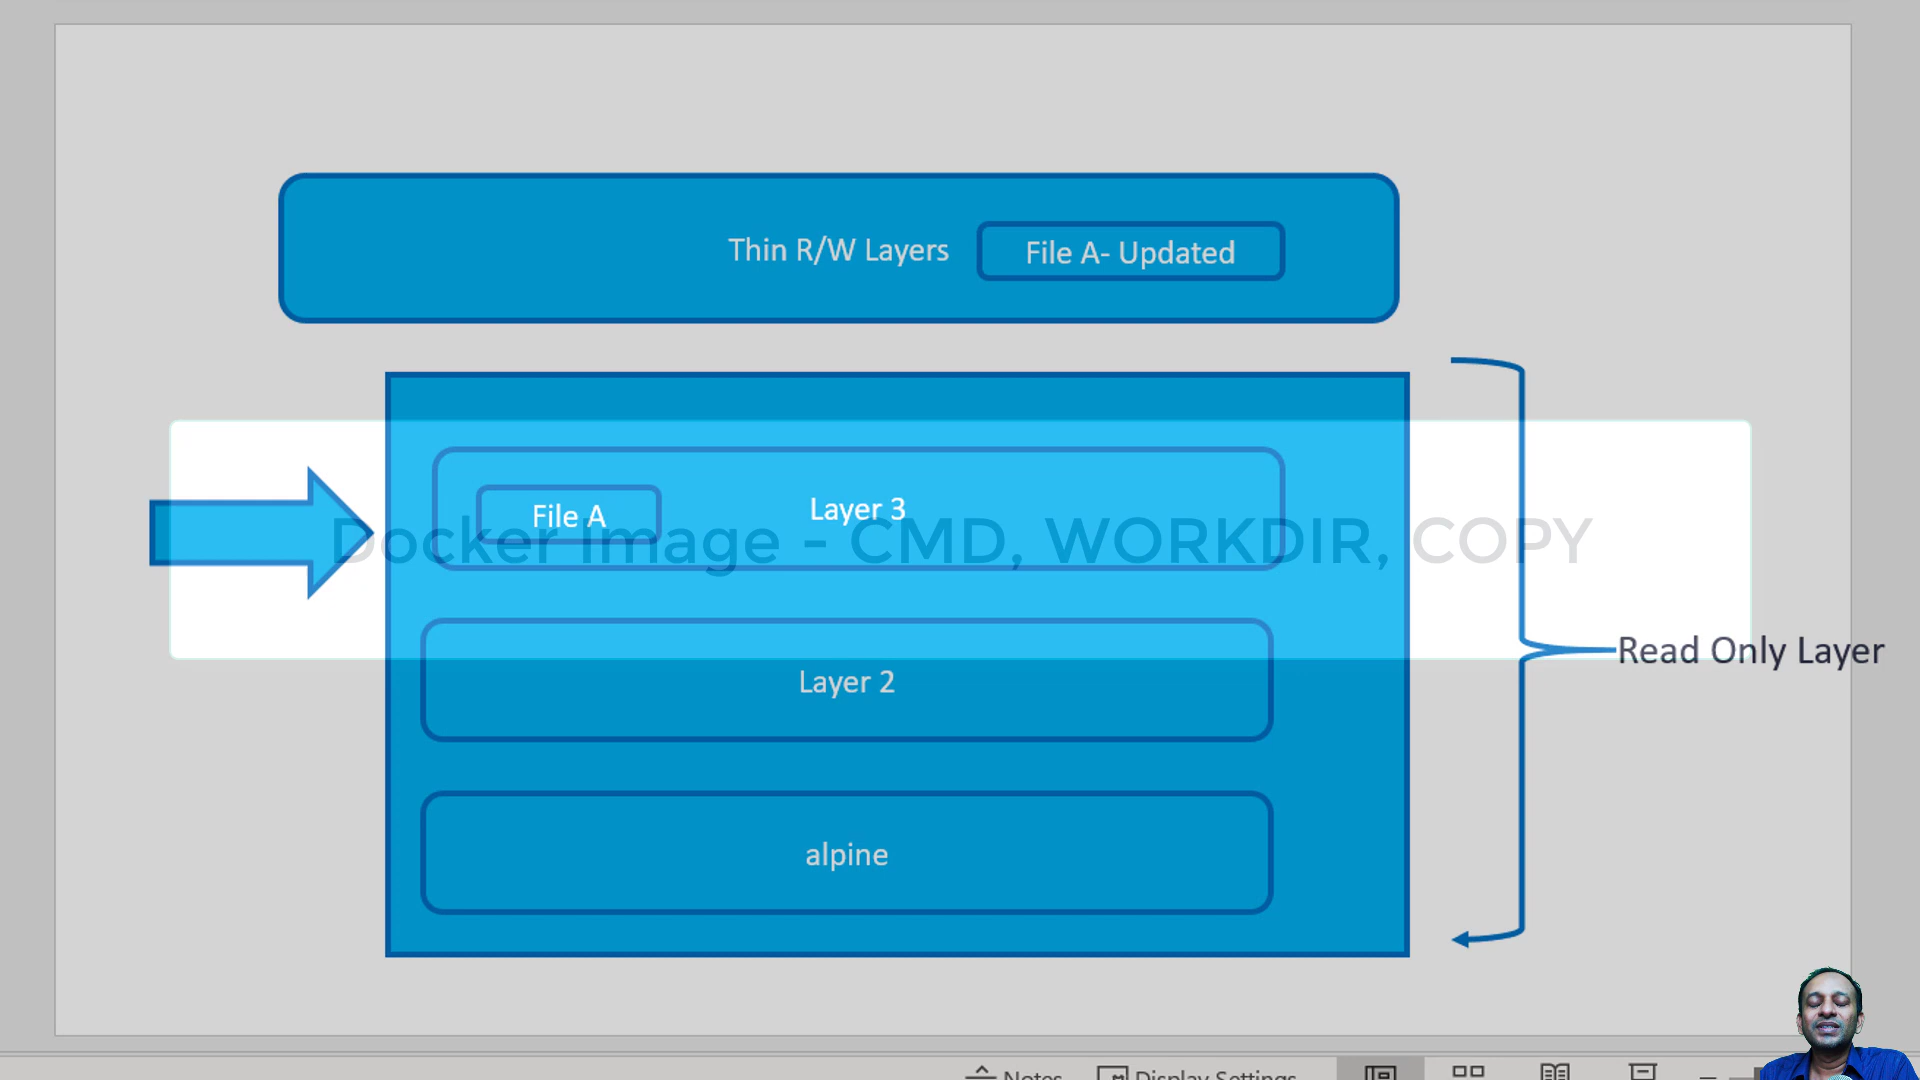 Thin R/W Layers
File A- Updated
File A
Layer 3
Docker Image - CMD, WORKDIR, COPY
Read Only Layer
Layer 2
alpine
Notes
Display Settings